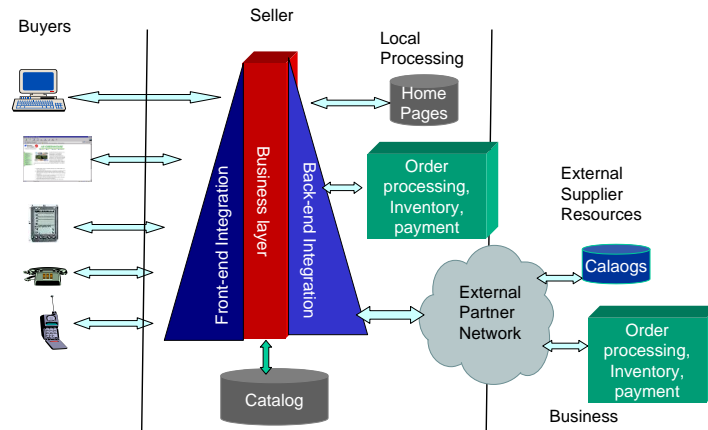 Buyers
Seller
Local
Processing
Home
Pages
Front-end Integration
Business layer
Back-end Integration
Order
processing,
Inventory,
payment
External
Supplier
Resources
Calaogs
External
Partner
Network
Order
processing,
Inventory,
payment
Catalog
Business